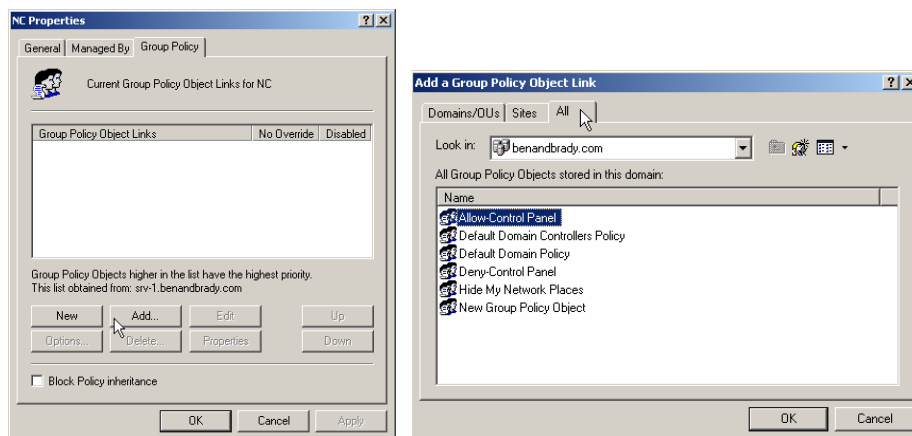 NC Properties
General Managed By Group Policy
Current Group Policy Object Links for NC
Group Policy Object Links No Override Disabled
Group Policy Objects higher in the list have the highest priority.
This list obtained from: srv-1.benandbrady.com
New Add... Edit Up
Options... Delete... Properties Down
Block Policy inheritance
OK Cancel Apply
Add a Group Policy Object Link
Domains/OUs Sites All
Look in: benandbrady.com
All Group Policy Objects stored in this domain:
Name
Allow-Control Panel
Default Domain Controllers Policy
Default Domain Policy
Deny-Control Panel
Hide My Network Places
New Group Policy Object
OK Cancel